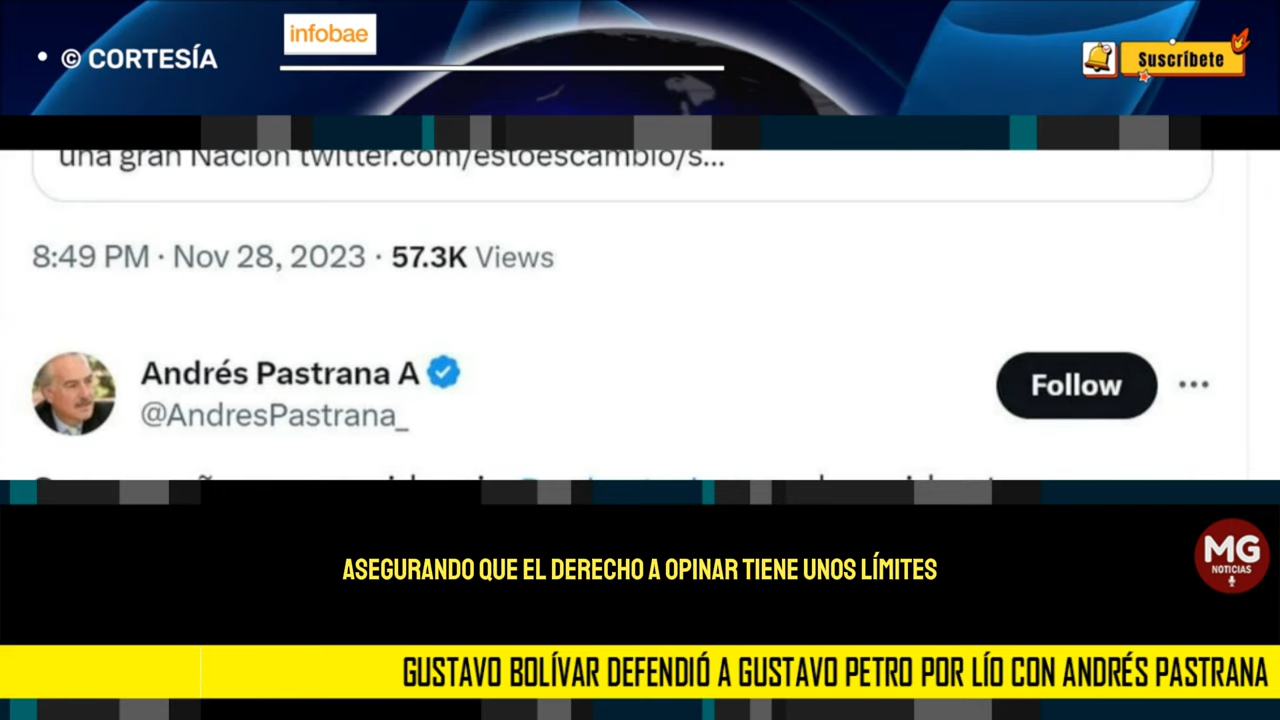 infobae
• © CORTESÍA
Suscríbete
una gran Nación twitter.com/estoescambio/s...
8:49 PM · Nov 28, 2023 · 57.3K Views
Andrés Pastrana A
@AndresPastrana_
Follow
ASEGURANDO QUE EL DERECHO A OPINAR TIENE UNOS LÍMITES
MG
NOTICIAS
GUSTAVO BOLÍVAR DEFENDIÓ A GUSTAVO PETRO POR LÍO CON ANDRÉS PASTRANA